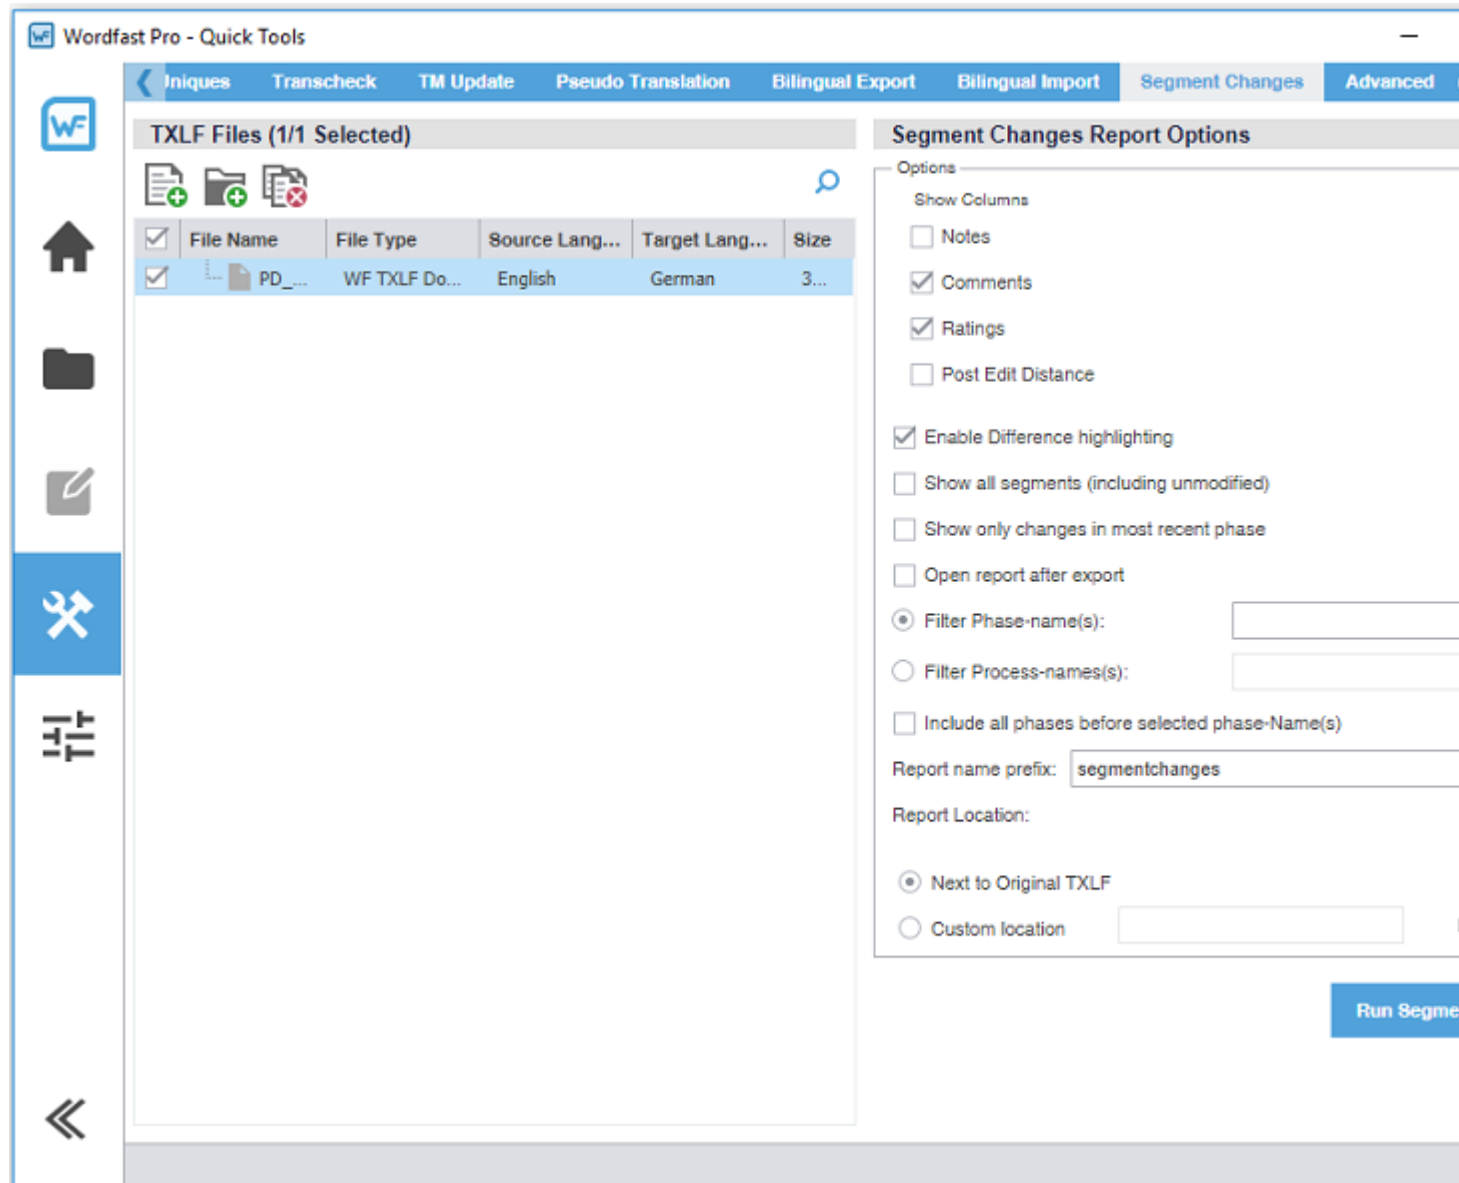 Wordfast Pro - Quick Tools
Uniques Transcheck TM Update Pseudo Translation Bilingual Export Bilingual Import Segment Changes Advanced
TXLF Files (1/1 Selected)
File Name File Type Source Lang... Target Lang... Size
PD_... WF TXLF Do... English German 3...
Segment Changes Report Options
Options
Show Columns
Notes
Comments
Ratings
Post Edit Distance
Enable Difference highlighting
Show all segments (including unmodified)
Show only changes in most recent phase
Open report after export
Filter Phase-name(s):
Filter Process-names(s):
Include all phases before selected phase-Name(s)
Report name prefix: segmentchanges
Report Location:
Next to Original TXLF
Custom location
Run Segme